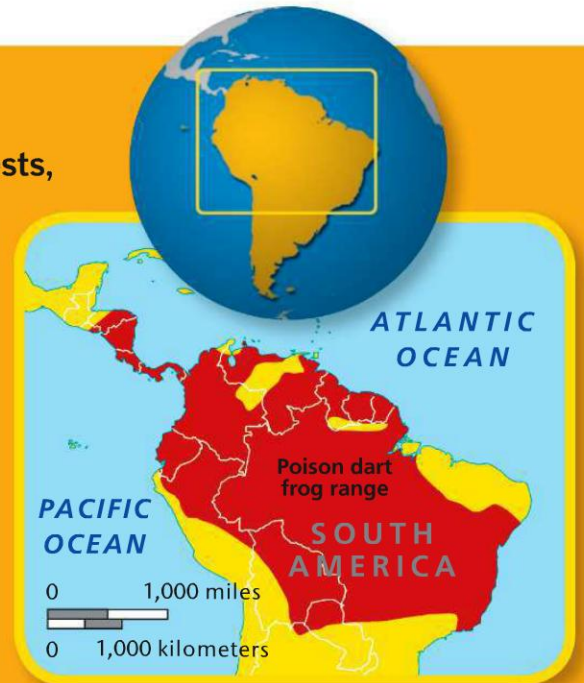 sts,
ATLANTIC
OCEAN
Poison dart
frog range
PACIFIC
OCEAN
SOUTH
AMERICA
0 1,000 miles
0 1,000 kilometers